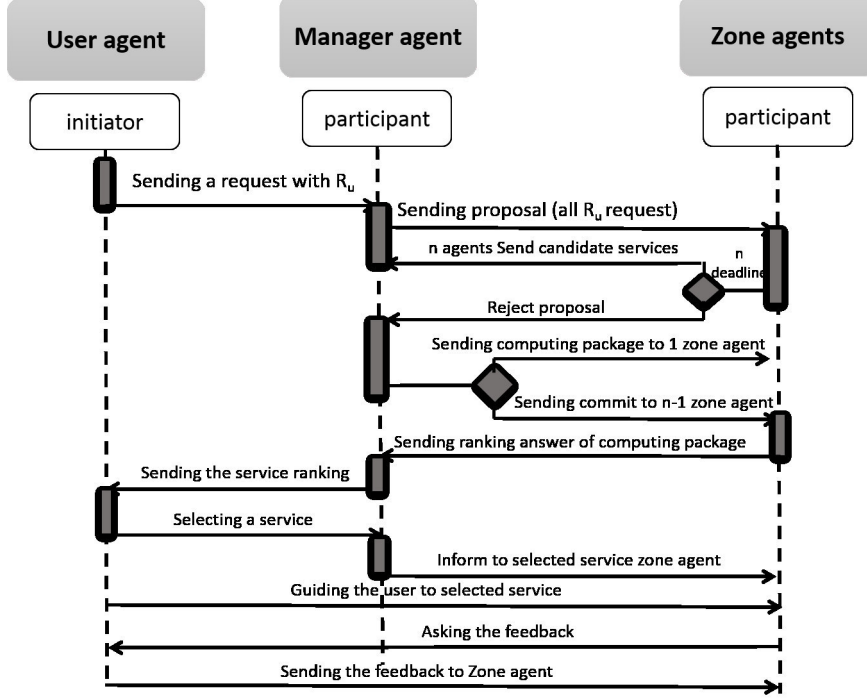 User agent
Manager agent
Zone agents
initiator
participant
participant
Sending a request with Rᵤ
Sending proposal (all Rᵤ request)
n agents Send candidate services
n
deadline
Reject proposal
Sending computing package to 1 zone agent
Sending commit to n-1 zone agent
Sending ranking answer of computing package
Sending the service ranking
Selecting a service
Inform to selected service zone agent
Guiding the user to selected service
Asking the feedback
Sending the feedback to Zone agent